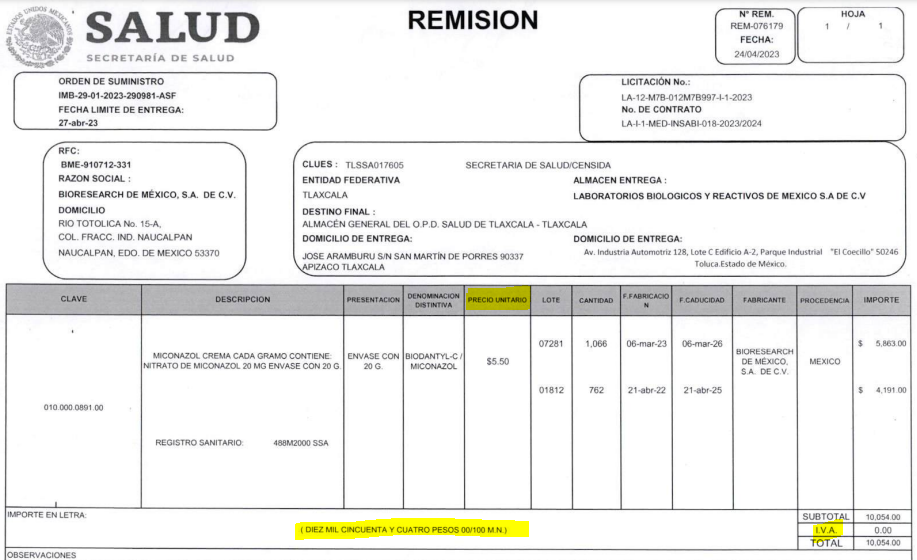 ESTADOS UNIDOS MEXICANOS
SALUD
SECRETARÍA DE SALUD
REMISION
N° REM.
REM-076179
FECHA:
24/04/2023
HOJA
1 / 1
ORDEN DE SUMINISTRO
IMB-29-01-2023-290981-ASF
FECHA LIMITE DE ENTREGA:
27-abr-23
LICITACIÓN No.:
LA-12-M7B-012M7B997-I-1-2023
No. DE CONTRATO
LA-I-1-MED-INSABI-018-2023/2024
RFC:
BME-910712-331
RAZON SOCIAL :
BIORESEARCH DE MÉXICO, S.A. DE C.V.
DOMICILIO
RIO TOTOLICA No. 15-A,
COL. FRACC. IND. NAUCALPAN
NAUCALPAN, EDO. DE MEXICO 53370
CLUES : TLSSA017605 SECRETARIA DE SALUD/CENSIDA
ENTIDAD FEDERATIVA ALMACEN ENTREGA :
TLAXCALA LABORATORIOS BIOLOGICOS Y REACTIVOS DE MEXICO S.A DE C.V
DESTINO FINAL :
ALMACÉN GENERAL DEL O.P.D. SALUD DE TLAXCALA - TLAXCALA
DOMICILIO DE ENTREGA: DOMICILIO DE ENTREGA:
JOSE ARAMBURU S/N SAN MARTÍN DE PORRES 90337
APIZACO TLAXCALA
Av. Industria Automotriz 128, Lote C Edificio A-2, Parque Industrial "El Coecillo" 50246
Toluca.Estado de México.
CLAVE DESCRIPCION PRESENTACION DENOMINACION DISTINTIVA PRECIO UNITARIO LOTE CANTIDAD F.FABRICACION F.CADUCIDAD FABRICANTE PROCEDENCIA IMPORTE
010.000.0891.00
MICONAZOL CREMA CADA GRAMO CONTIENE:
NITRATO DE MICONAZOL 20 MG ENVASE CON 20 G.
REGISTRO SANITARIO: 488M2000 SSA
ENVASE CON
20 G.
BIODANTYL-C /
MICONAZOL
$5.50
07281 1,066 06-mar-23 06-mar-26
01812 762 21-abr-22 21-abr-25
BIORESEARCH
DE MÉXICO,
S.A. DE C.V.
MEXICO
$ 5,863.00
$ 4,191.00
IMPORTE EN LETRA:
( DIEZ MIL CINCUENTA Y CUATRO PESOS 00/100 M.N.)
SUBTOTAL 10,054.00
I.V.A. 0.00
TOTAL 10,054.00
OBSERVACIONES